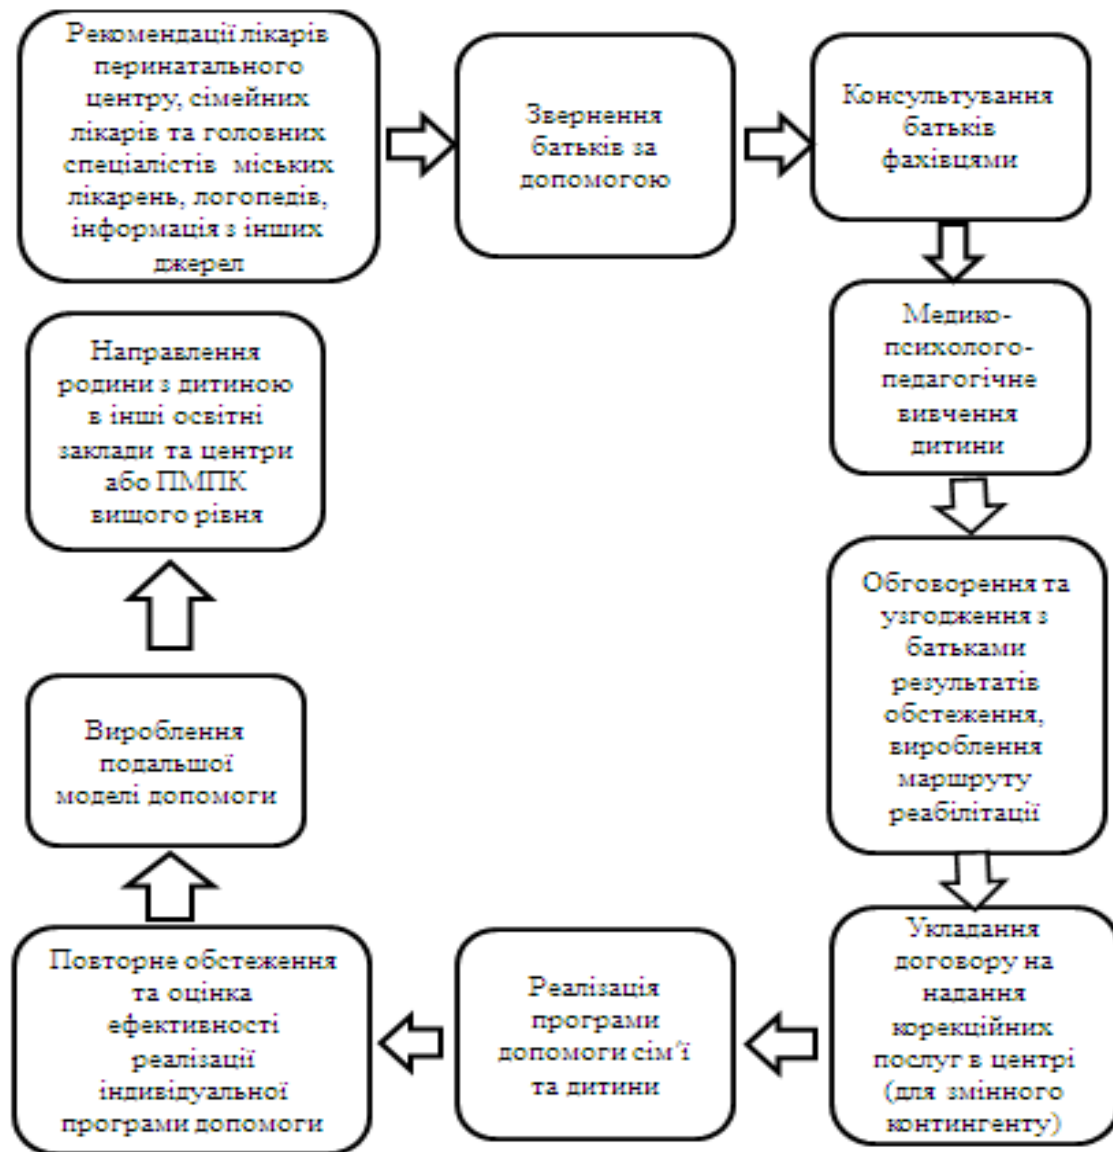 Рекомендації лікарів
перинатального
центру, сімейних
лікарів та головних
спеціалістів міських
лікарень, логопедів,
інформація з інших
джерел
Звернення
батьків за
допомогою
Консультування
батьків
фахівцями
Медико-
психолого-
педагогічне
вивчення
дитини
Обговорення та
узгодження з
батьками
результатів
обстеження,
вироблення
маршруту
реабілітації
Укладання
договору на
надання
корекційних
послуг в центрі
(для змінного
контингенту)
Реалізація
програми
допомоги сім'ї
та дитини
Повторне обстеження
та оцінка
ефективності
реалізації
індивідуальної
програми допомоги
Вироблення
подальшої
моделі допомоги
Направлення
родини з дитиною
в інші освітні
заклади та центри
або ПМПК
вищого рівня